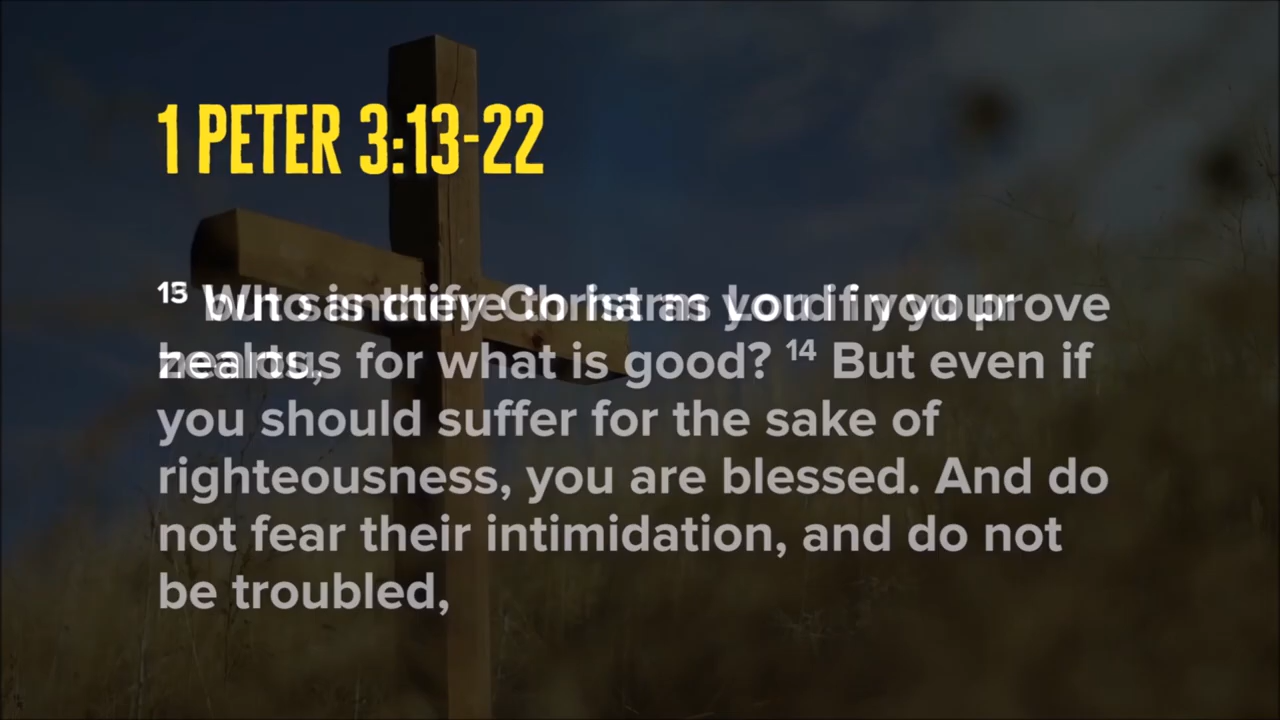 1 PETER 3:13-22
13 Who is there to harm you if you prove
zealous for what is good? 14 But even if
you should suffer for the sake of
righteousness, you are blessed. And do
not fear their intimidation, and do not
be troubled,
15 but sanctify Christ as Lord in your
hearts,